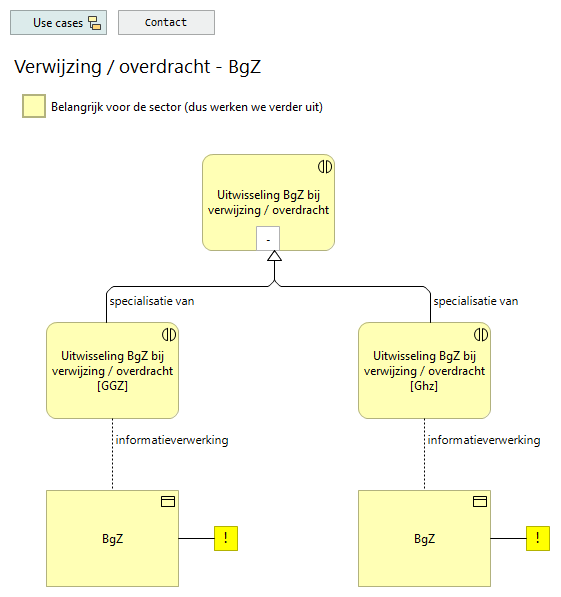 Use cases
Contact
Verwijzing / overdracht - BgZ
Belangrijk voor de sector (dus werken we verder uit)
Uitwisseling BgZ bij
verwijzing / overdracht
-
specialisatie van
specialisatie van
Uitwisseling BgZ bij
verwijzing / overdracht
[GGZ]
Uitwisseling BgZ bij
verwijzing / overdracht
[Ghz]
informatieverwerking
informatieverwerking
BgZ
!
BgZ
!